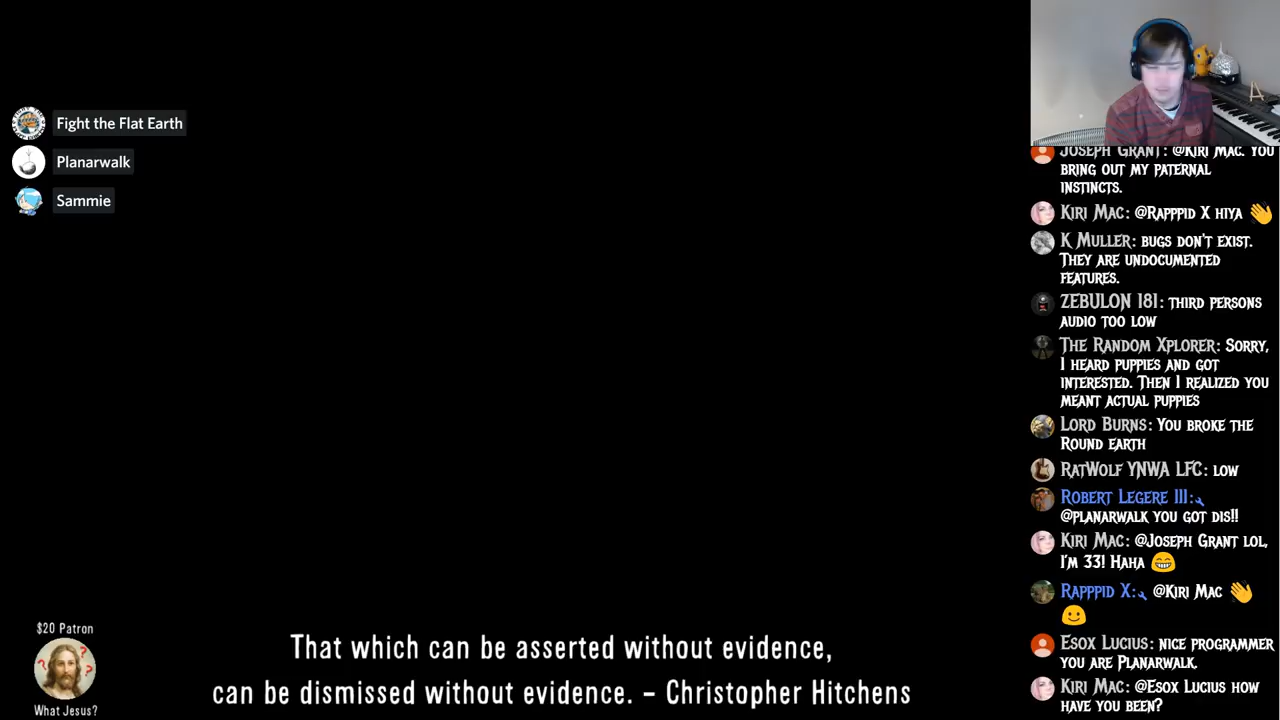 Fight the Flat Earth
Planarwalk
Sammie
$20 Patron
What Jesus?
That which can be asserted without evidence,
can be dismissed without evidence. – Christopher Hitchens
Joseph Grant: @Kiri Mac. you
bring out my paternal
instincts.
Kiri Mac: @Rapppid X hiya
K Muller: bugs don't exist.
They are undocumented
features.
ZEBULON 181: third persons
audio too low
The Random Xplorer: Sorry,
I heard puppies and got
interested. Then I realized you
meant actual puppies
Lord Burns: You broke the
Round earth
RatWolf YNWA LFC: low
Robert Legere III:
@planarwalk you got dis!!
Kiri Mac: @Joseph Grant lol,
I'm 33! Haha
Rapppid X: @Kiri Mac
Esox Lucius: nice programmer
you are Planarwalk,
Kiri Mac: @Esox Lucius how
have you been?